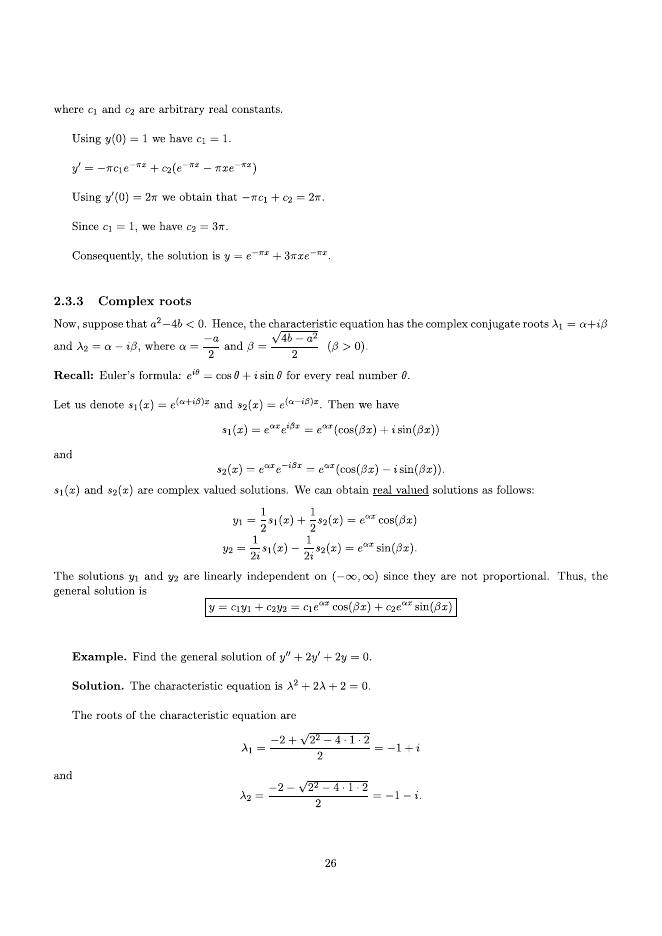 where c₁ and c₂ are arbitrary real constants.
Using y(0) = 1 we have c₁ = 1.
y′ = −πc₁e^{−πx} + c₂(e^{−πx} − πxe^{−πx})
Using y′(0) = 2π we obtain that −πc₁ + c₂ = 2π.
Since c₁ = 1, we have c₂ = 3π.
Consequently, the solution is y = e^{−πx} + 3πxe^{−πx}.
2.3.3 Complex roots
Now, suppose that a²−4b < 0. Hence, the characteristic equation has the complex conjugate roots λ₁ = α+iβ
and λ₂ = α − iβ, where α = \frac{−a}{2} and β = \frac{\sqrt{4b − a²}}{2} (β > 0).
Recall: Euler's formula: e^{iθ} = cos θ + i sin θ for every real number θ.
Let us denote s₁(x) = e^{(α+iβ)x} and s₂(x) = e^{(α−iβ)x}. Then we have
s₁(x) = e^{αx}e^{iβx} = e^{αx}(cos(βx) + i sin(βx))
and
s₂(x) = e^{αx}e^{−iβx} = e^{αx}(cos(βx) − i sin(βx)).
s₁(x) and s₂(x) are complex valued solutions. We can obtain real valued solutions as follows:
y₁ = \frac{1}{2}s₁(x) + \frac{1}{2}s₂(x) = e^{αx} cos(βx)
y₂ = \frac{1}{2i}s₁(x) − \frac{1}{2i}s₂(x) = e^{αx} sin(βx).
The solutions y₁ and y₂ are linearly independent on (−∞, ∞) since they are not proportional. Thus, the
general solution is
y = c₁y₁ + c₂y₂ = c₁e^{αx} cos(βx) + c₂e^{αx} sin(βx)
Example. Find the general solution of y″ + 2y′ + 2y = 0.
Solution. The characteristic equation is λ² + 2λ + 2 = 0.
The roots of the characteristic equation are
λ₁ = \frac{−2 + \sqrt{2² − 4 · 1 · 2}}{2} = −1 + i
and
λ₂ = \frac{−2 − \sqrt{2² − 4 · 1 · 2}}{2} = −1 − i.
26